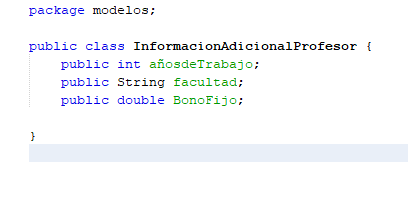 package modelos;
public class InformacionAdicionalProfesor {
public int añosdeTrabajo;
public String facultad;
public double BonoFijo;
}